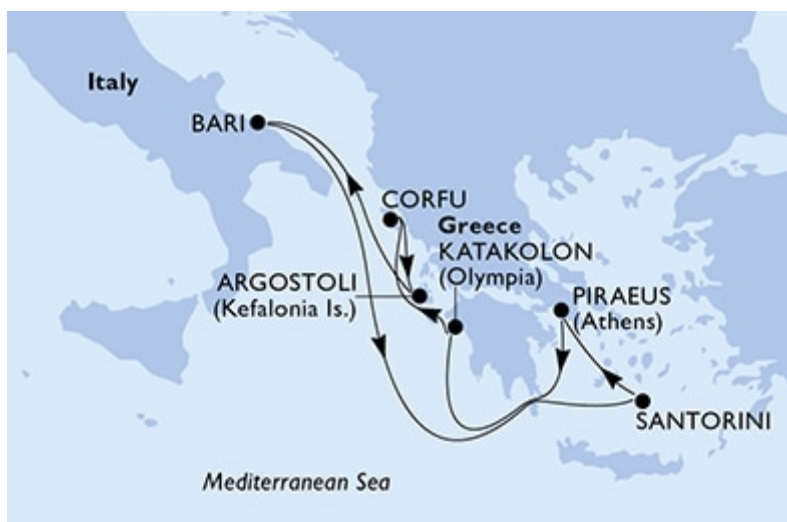 Italy
BARI
CORFU
Greece
KATAKOLON
(Olympia)
ARGOSTOLI
(Kefalonia Is.)
PIRAEUS
(Athens)
SANTORINI
Mediterranean Sea